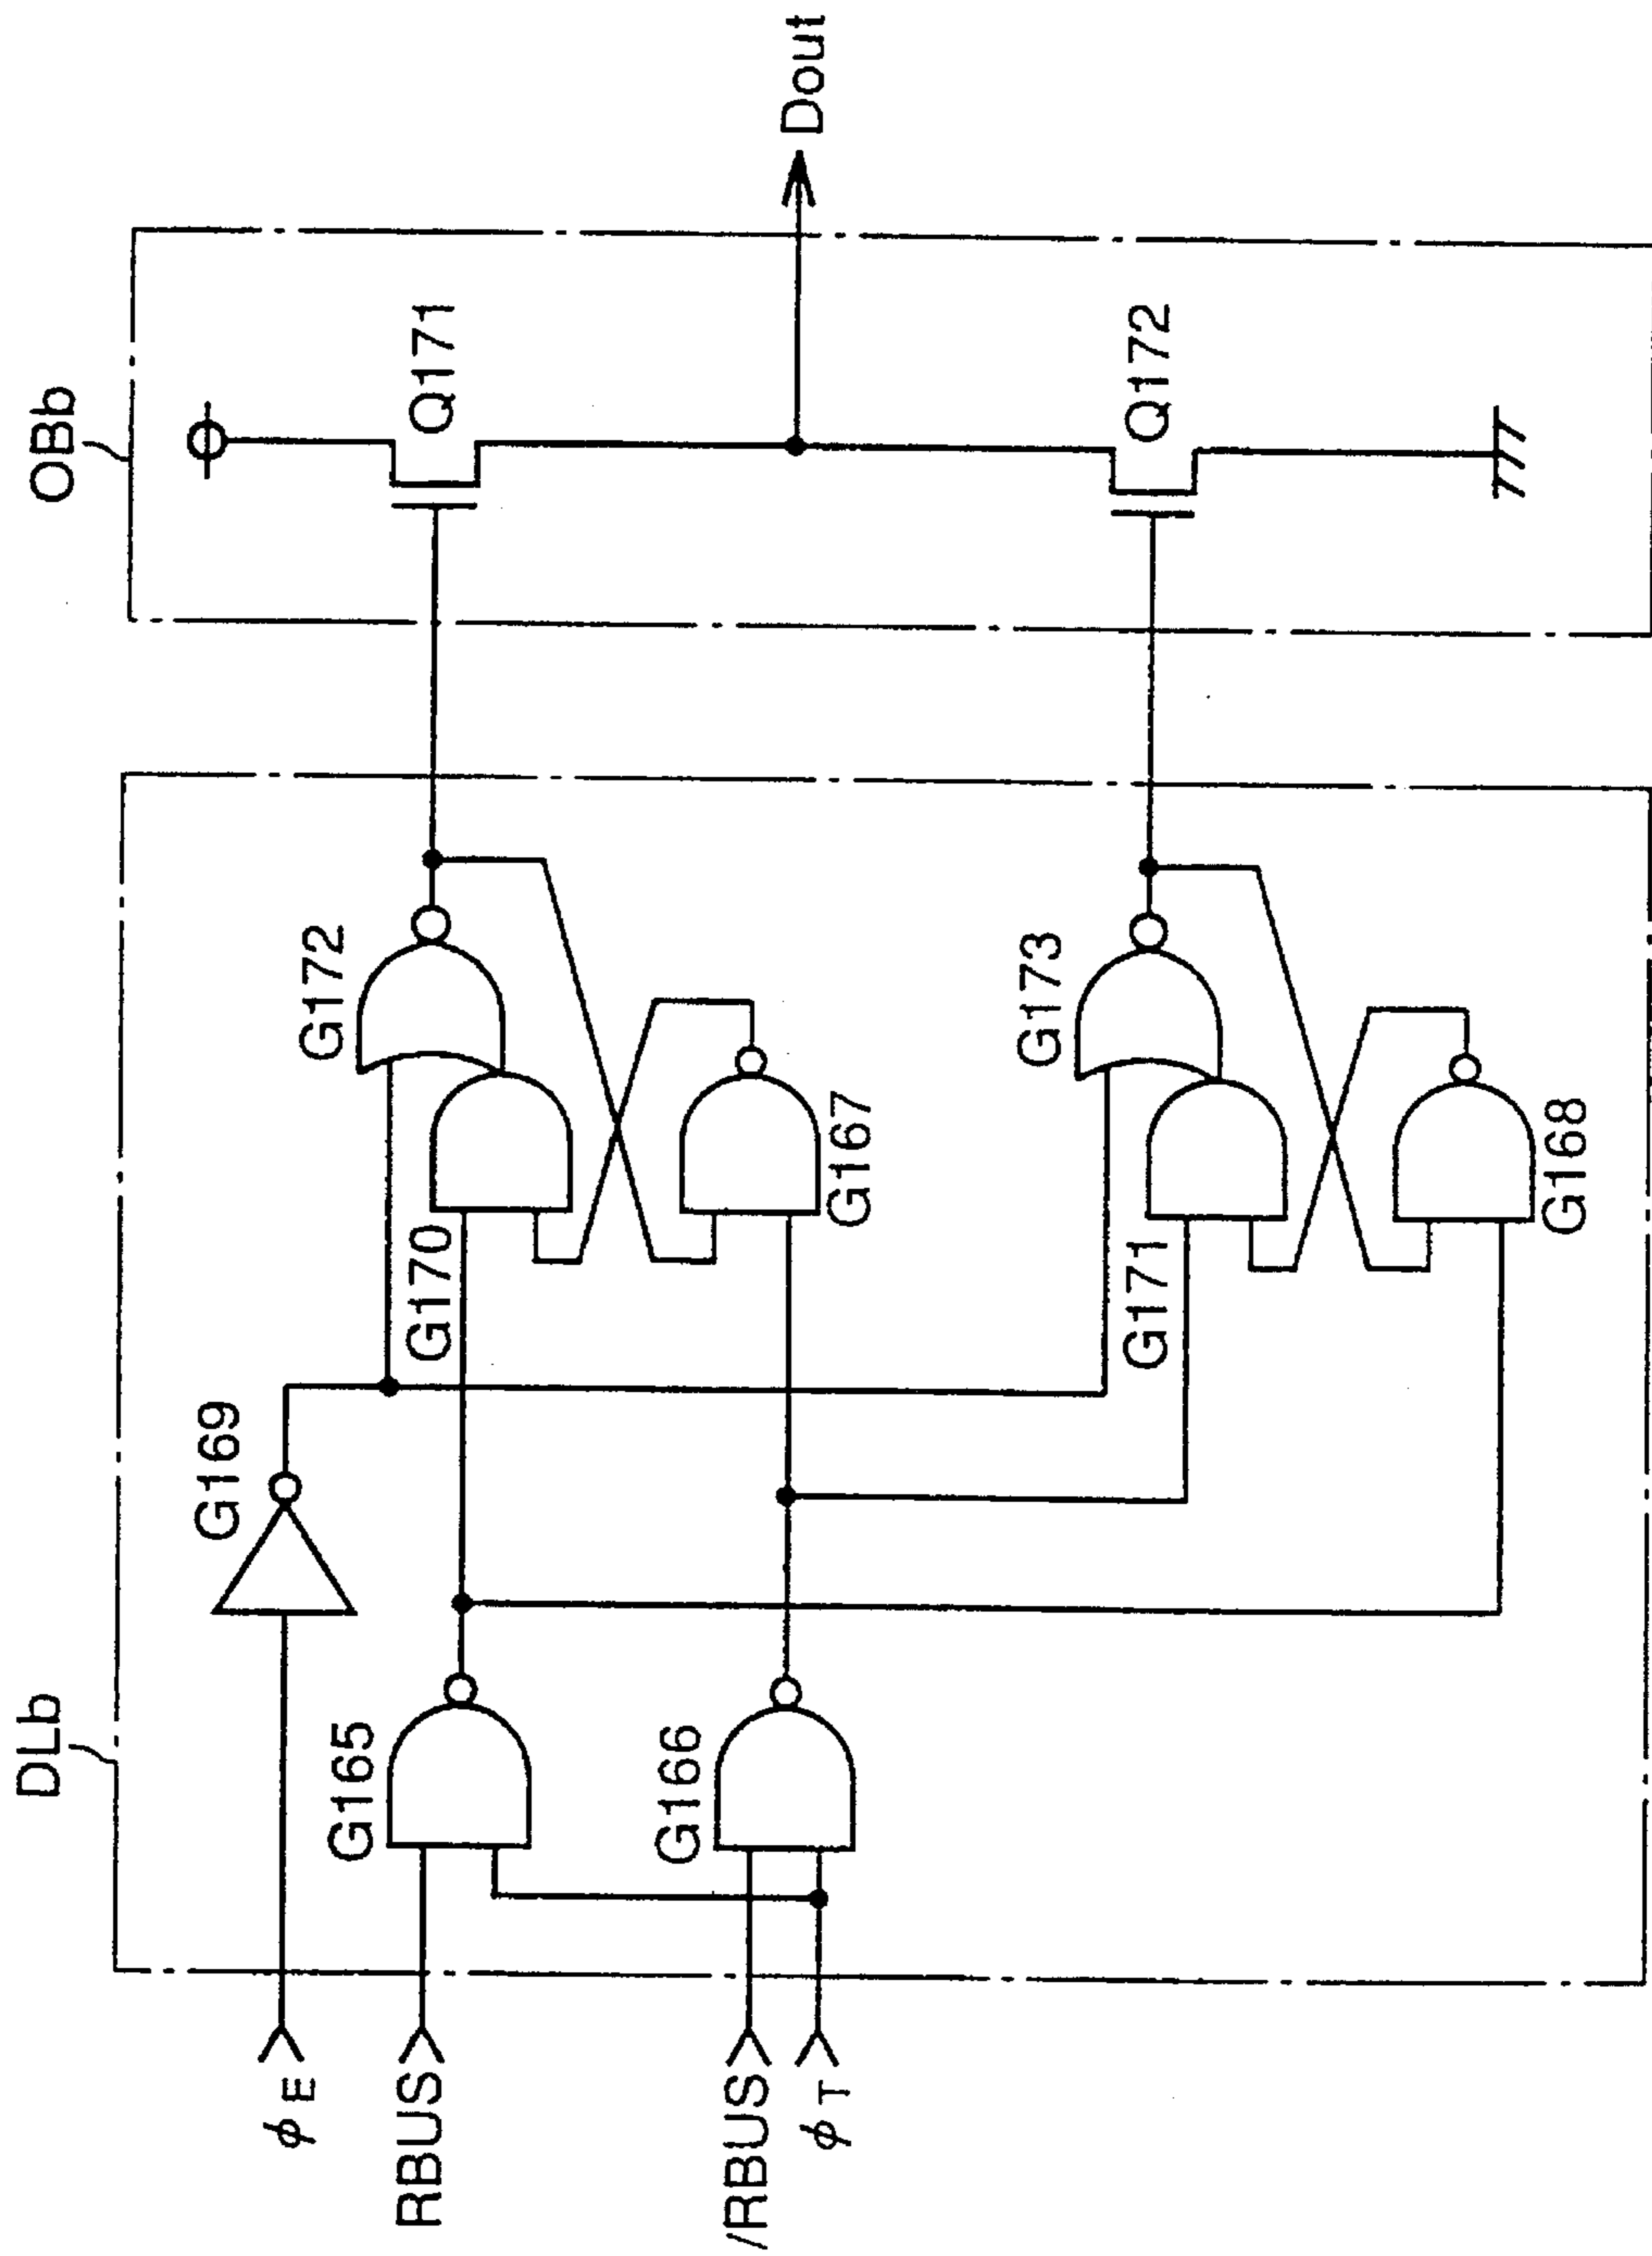 DLb
OBb
G169
φE
G165
G170
G172
Q171
RBUS
G166
G167
Dout
/RBUS
φT
G171
G173
Q172
G168